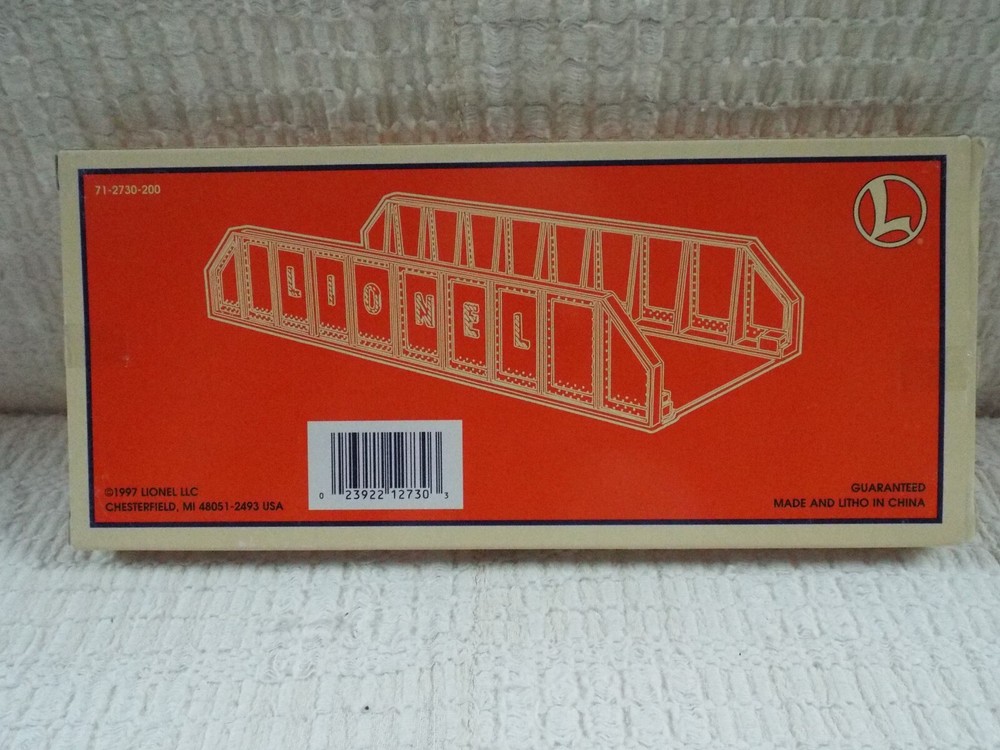 71-2730-200
L
LIONEL
0 23922 12730 3
©1997 LIONEL LLC
CHESTERFIELD, MI 48051-2493 USA
GUARANTEED
MADE AND LITHO IN CHINA